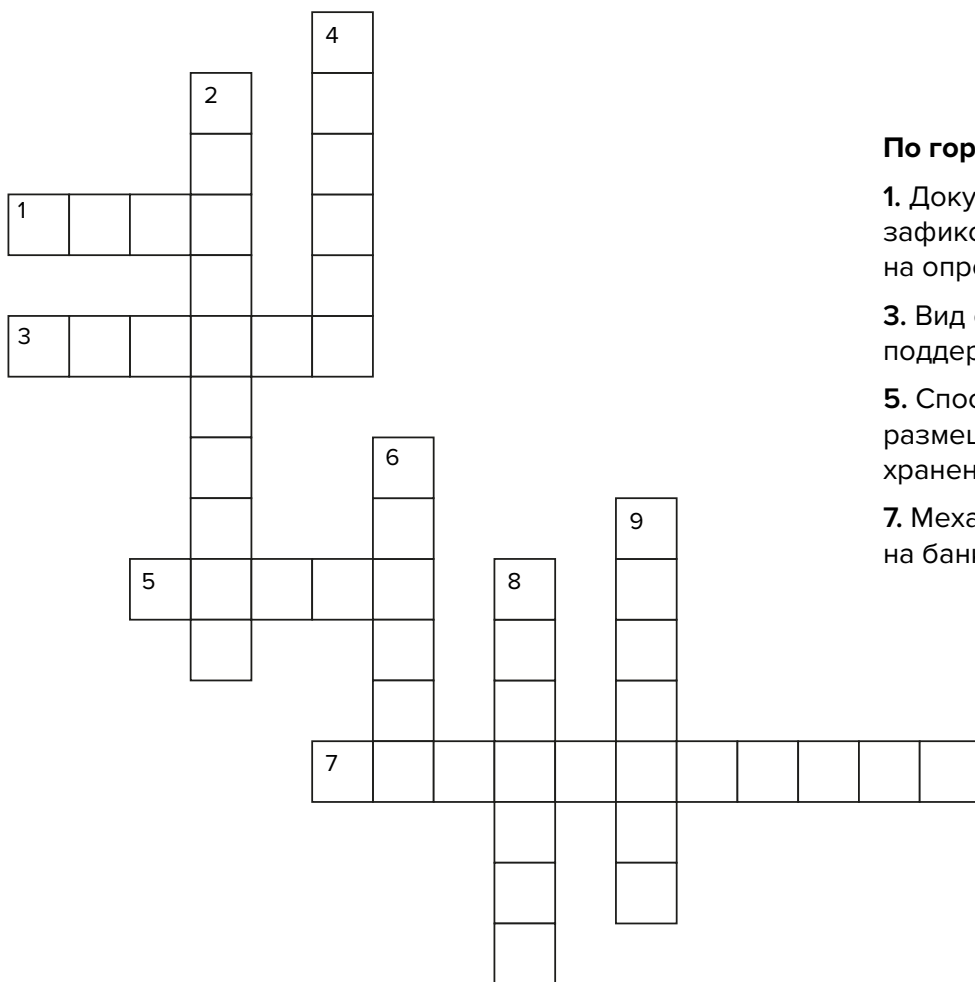 4
2
1
3
6
9
5
8
7
По гор
1. Доку
зафикс
на опре
3. Вид
поддер
5. Спос
размещ
хранен
7. Меха
на бан